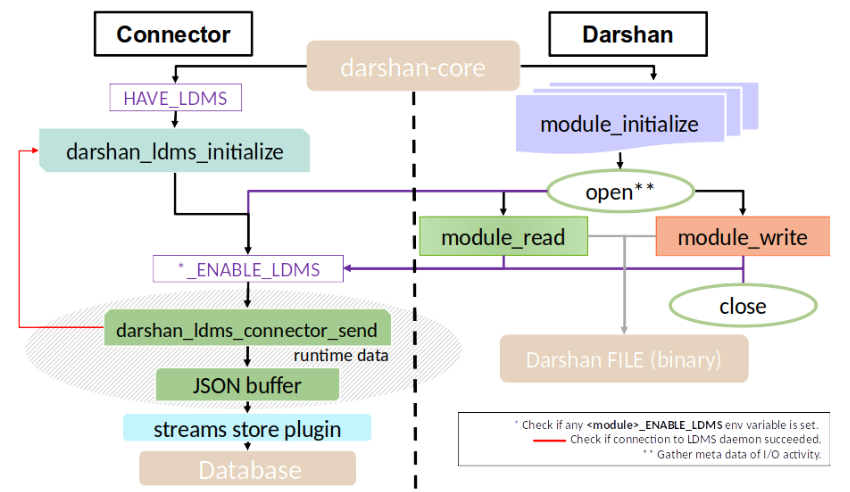 Connector
Darshan
darshan-core
HAVE_LDMS
module_initialize
darshan_ldms_initialize
open**
module_read
module_write
*_ENABLE_LDMS
close
darshan_ldms_connector_send
runtime data
Darshan FILE (binary)
JSON buffer
streams store plugin
Database
* Check if any <module>_ENABLE_LDMS env variable is set.
Check if connection to LDMS daemon succeeded.
** Gather meta data of I/O activity.